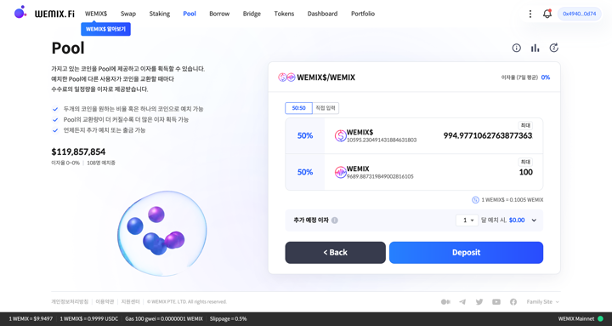 WEMIX.Fi
WEMIX$ Swap Staking Pool Borrow Bridge Tokens Dashboard Portfolio
0x4940...0d74
WEMIX$ 알아보기
Pool
가지고 있는 코인을 Pool에 제공하고 이자를 획득할 수 있습니다.
예치한 Pool에 다른 사용자가 코인을 교환할 때마다
수수료의 일정량을 이자로 제공받습니다.
두개의 코인을 원하는 비율 혹은 하나의 코인으로 예치 가능
Pool의 교환량이 더 커질수록 더 많은 이자 획득 가능
언제든지 추가 예치 또는 출금 가능
$119,857,854
이자율 0~0% 108명 예치중
WEMIX$/WEMIX
이자율 (7일 평균) 0%
50:50 직접 입력
최대
50% WEMIX$ 994.9771062763877363
10595.230491431884631803
최대
50% WEMIX 100
9689.887319849002816105
1 WEMIX$ = 0.1005 WEMIX
추가 예정 이자 1 달 예치 시, $0.00
< Back Deposit
개인정보처리방침 이용약관 지원센터 © WEMIX PTE. LTD. All rights reserved.
Family Site
1 WEMIX = $9.9497 1 WEMIX$ = 0.9999 USDC Gas 100 gwei = 0.0000001 WEMIX Slippage = 0.5%
WEMIX Mainnet